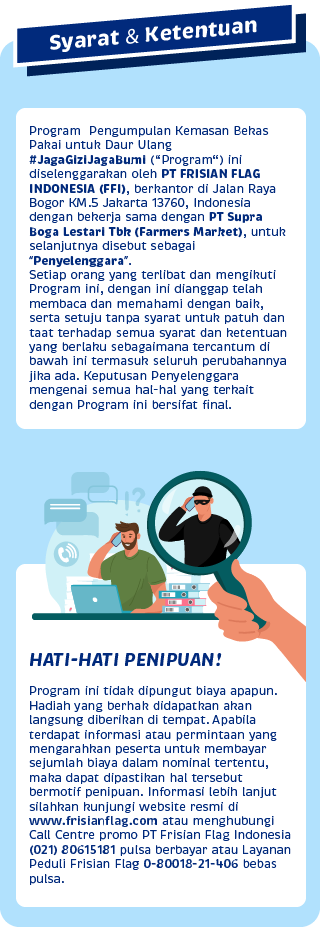 Syarat & Ketentuan
Program Pengumpulan Kemasan Bekas
Pakai untuk Daur Ulang
#JagaGiziJagaBumi (“Program“) ini
diselenggarakan oleh PT FRISIAN FLAG
INDONESIA (FFI), berkantor di Jalan Raya
Bogor KM.5 Jakarta 13760, Indonesia
dengan bekerja sama dengan PT Supra
Boga Lestari Tbk (Farmers Market), untuk
selanjutnya disebut sebagai
“Penyelenggara”.
Setiap orang yang terlibat dan mengikuti
Program ini, dengan ini dianggap telah
membaca dan memahami dengan baik,
serta setuju tanpa syarat untuk patuh dan
taat terhadap semua syarat dan ketentuan
yang berlaku sebagaimana tercantum di
bawah ini termasuk seluruh perubahannya
jika ada. Keputusan Penyelenggara
mengenai semua hal-hal yang terkait
dengan Program ini bersifat final.
!?
HATI-HATI PENIPUAN!
Program ini tidak dipungut biaya apapun.
Hadiah yang berhak didapatkan akan
langsung diberikan di tempat. Apabila
terdapat informasi atau permintaan yang
mengarahkan peserta untuk membayar
sejumlah biaya dalam nominal tertentu,
maka dapat dipastikan hal tersebut
bermotif penipuan. Informasi lebih lanjut
silahkan kunjungi website resmi di
www.frisianflag.com atau menghubungi
Call Centre promo PT Frisian Flag Indonesia
(021) 80615181 pulsa berbayar atau Layanan
Peduli Frisian Flag 0-80018-21-406 bebas
pulsa.